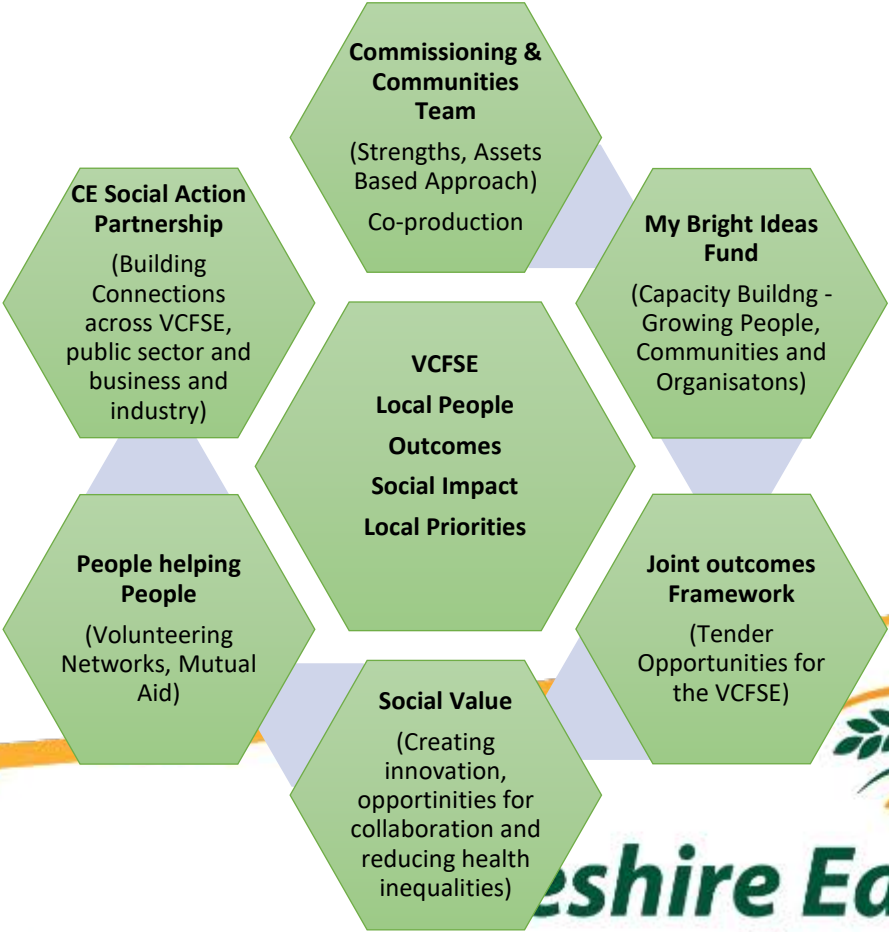 Commissioning &
Communities
Team
(Strengths, Assets
Based Approach)
Co-production
CE Social Action
Partnership
(Building
Connections
across VCFSE,
public sector and
business and
industry)
My Bright Ideas
Fund
(Capacity Buildng -
Growing People,
Communities and
Organisatons)
VCFSE
Local People
Outcomes
Social Impact
Local Priorities
People helping
People
(Volunteering
Networks, Mutual
Aid)
Joint outcomes
Framework
(Tender
Opportunities for
the VCFSE)
Social Value
(Creating
innovation,
opportinities for
collaboration and
reducing health
inequalities)
eshire Ea